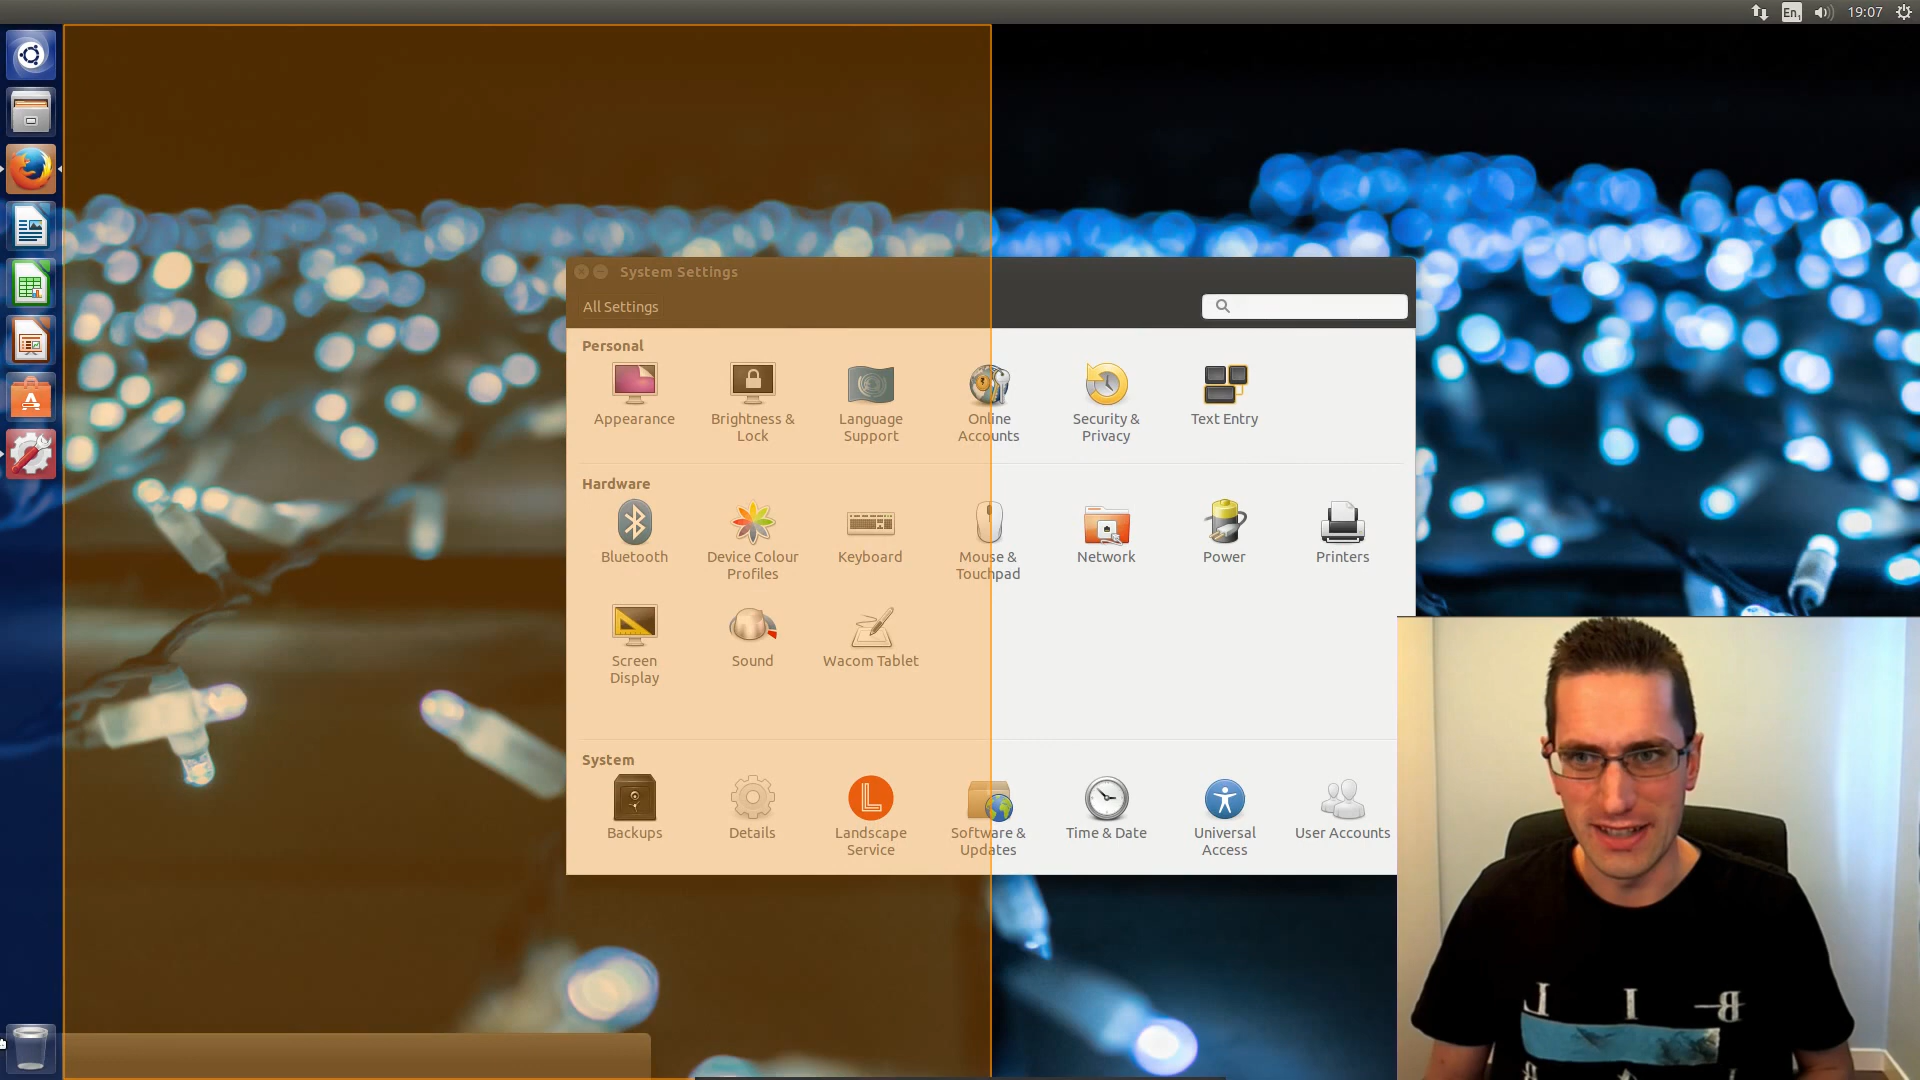 En1
19:07
System Settings
All Settings
Personal
Appearance
Brightness &
Lock
Language
Support
Online
Accounts
Security &
Privacy
Text Entry
Hardware
Bluetooth
Device Colour
Profiles
Keyboard
Mouse &
Touchpad
Network
Power
Printers
Screen
Display
Sound
Wacom Tablet
System
Backups
Details
Landscape
Service
Software &
Updates
Time & Date
Universal
Access
User Accounts